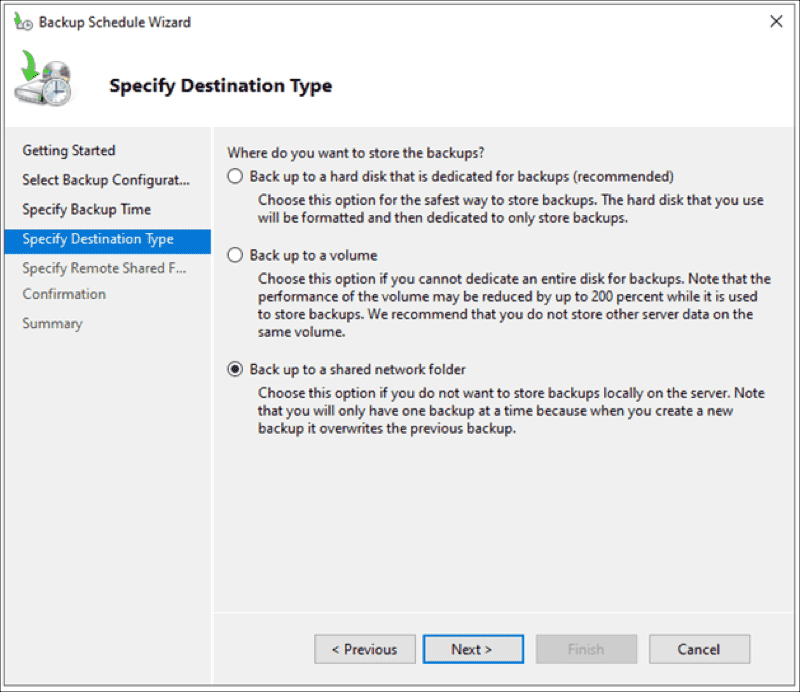 Backup Schedule Wizard
Specify Destination Type
Getting Started
Select Backup Configurat...
Specify Backup Time
Specify Destination Type
Specify Remote Shared F...
Confirmation
Summary
Where do you want to store the backups?
Back up to a hard disk that is dedicated for backups (recommended)
Choose this option for the safest way to store backups. The hard disk that you use
will be formatted and then dedicated to only store backups.
Back up to a volume
Choose this option if you cannot dedicate an entire disk for backups. Note that the
performance of the volume may be reduced by up to 200 percent while it is used
to store backups. We recommend that you do not store other server data on the
same volume.
Back up to a shared network folder
Choose this option if you do not want to store backups locally on the server. Note
that you will only have one backup at a time because when you create a new
backup it overwrites the previous backup.
< Previous
Next >
Finish
Cancel